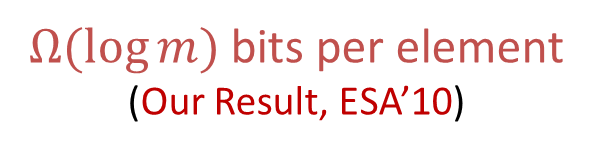 Ω(log m) bits per element
(Our Result, ESA’10)